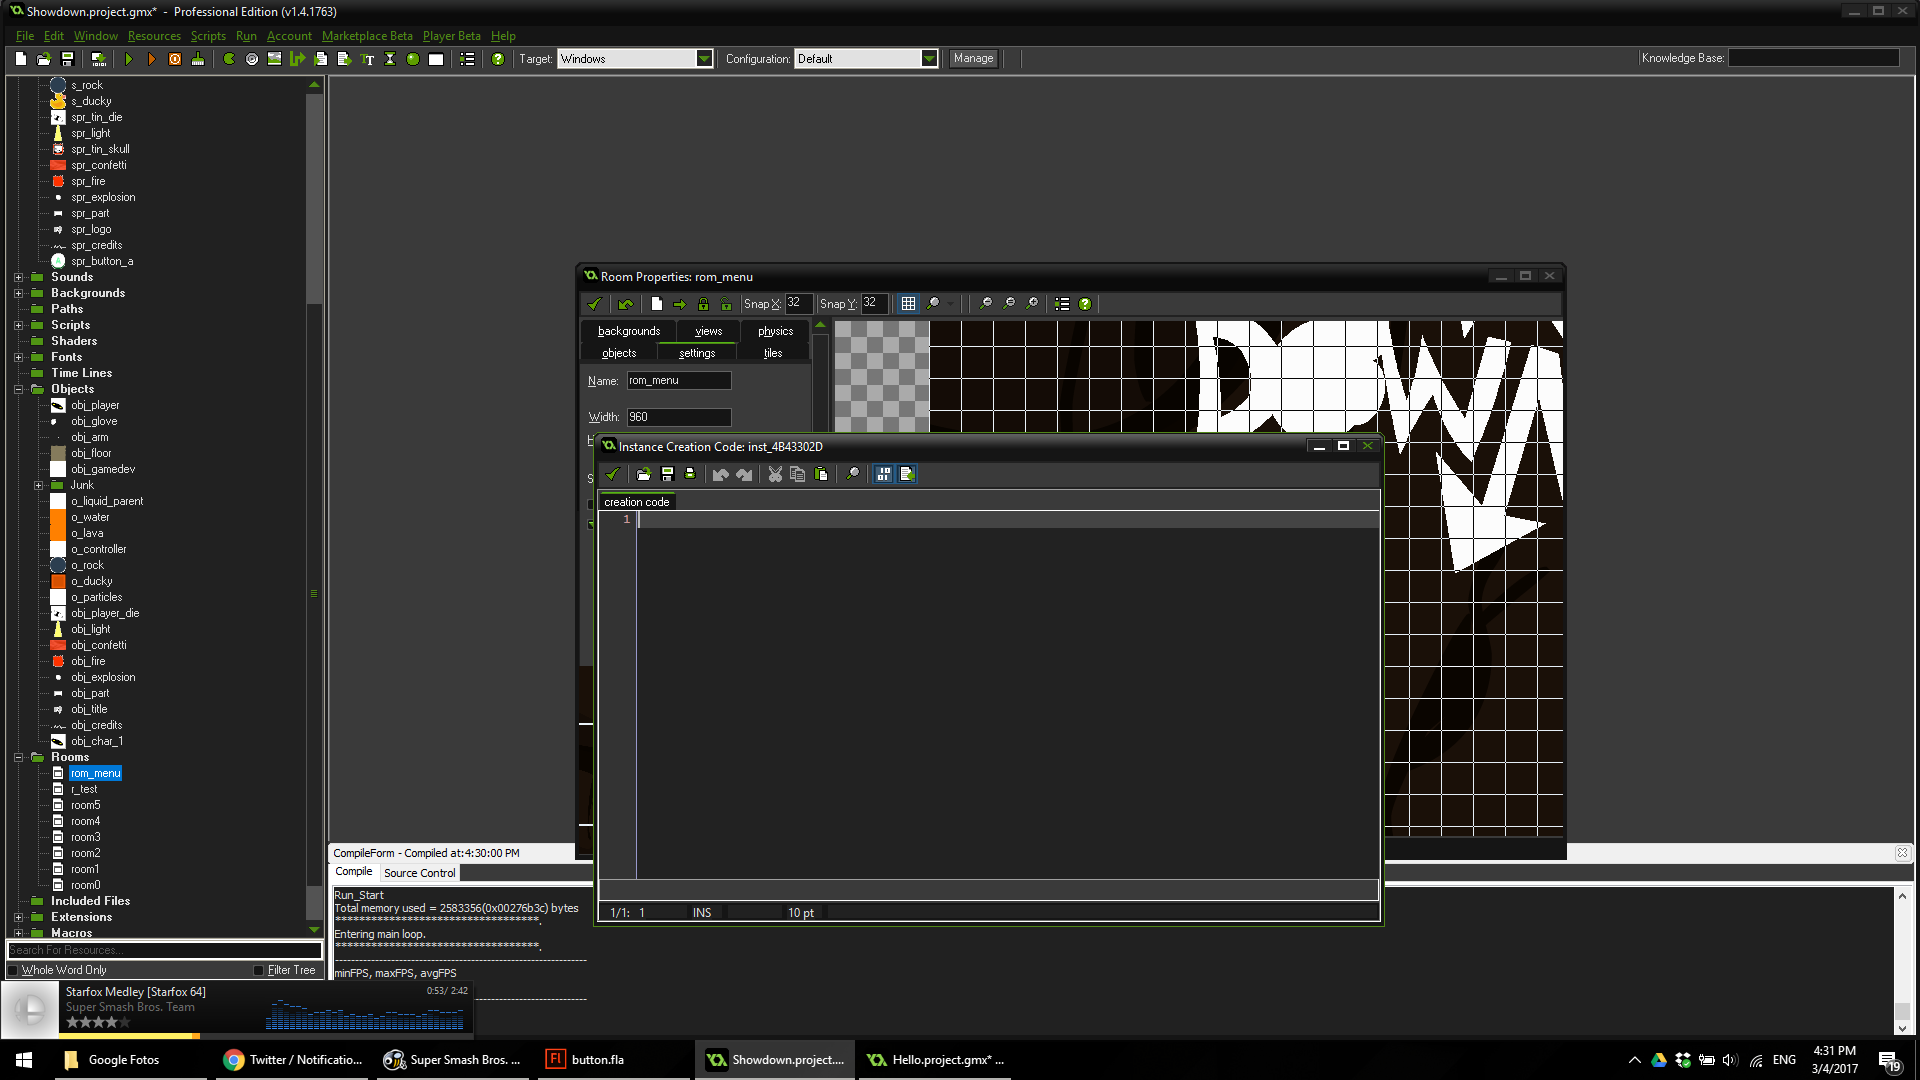 Showdown.project.gmx* - Professional Edition (v1.4.1763)
File Edit Window Resources Scripts Run Account Marketplace Beta Player Beta Help
Target: Windows Configuration: Default Manage Knowledge Base:
s_rock
s_ducky
spr_tin_die
spr_light
spr_tin_skull
spr_confetti
spr_fire
spr_explosion
spr_part
spr_logo
spr_credits
spr_button_a
Sounds
Backgrounds
Paths
Scripts
Shaders
Fonts
Time Lines
Objects
obj_player
obj_glove
obj_arm
obj_floor
obj_gamedev
Junk
o_liquid_parent
o_water
o_lava
o_controller
o_rock
o_ducky
o_particles
obj_player_die
obj_light
obj_confetti
obj_fire
obj_explosion
obj_part
obj_title
obj_credits
obj_char_1
Rooms
rom_menu
r_test
room5
room4
room3
room2
room1
room0
Included Files
Extensions
Macros
Search For Resources...
Whole Word Only Filter Tree
Room Properties: rom_menu
Snap X: 32 Snap Y: 32
backgrounds views physics
objects settings tiles
Name: rom_menu
Width: 960
Instance Creation Code: inst_4B43302D
creation code
1
1/1: 1 INS 10 pt
CompileForm - Compiled at:4:30:00 PM
Compile Source Control
Run_Start
Total memory used = 2583356(0x00276b3c) bytes
**********************************.
Entering main loop.
**********************************.
minFPS, maxFPS, avgFPS
Starfox Medley [Starfox 64] 0:53/ 2:42
Super Smash Bros. Team
Google Fotos
Twitter / Notificatio...
Super Smash Bros. ...
button.fla
Showdown.project....
Hello.project.gmx* ...
ENG
4:31 PM
3/4/2017
19